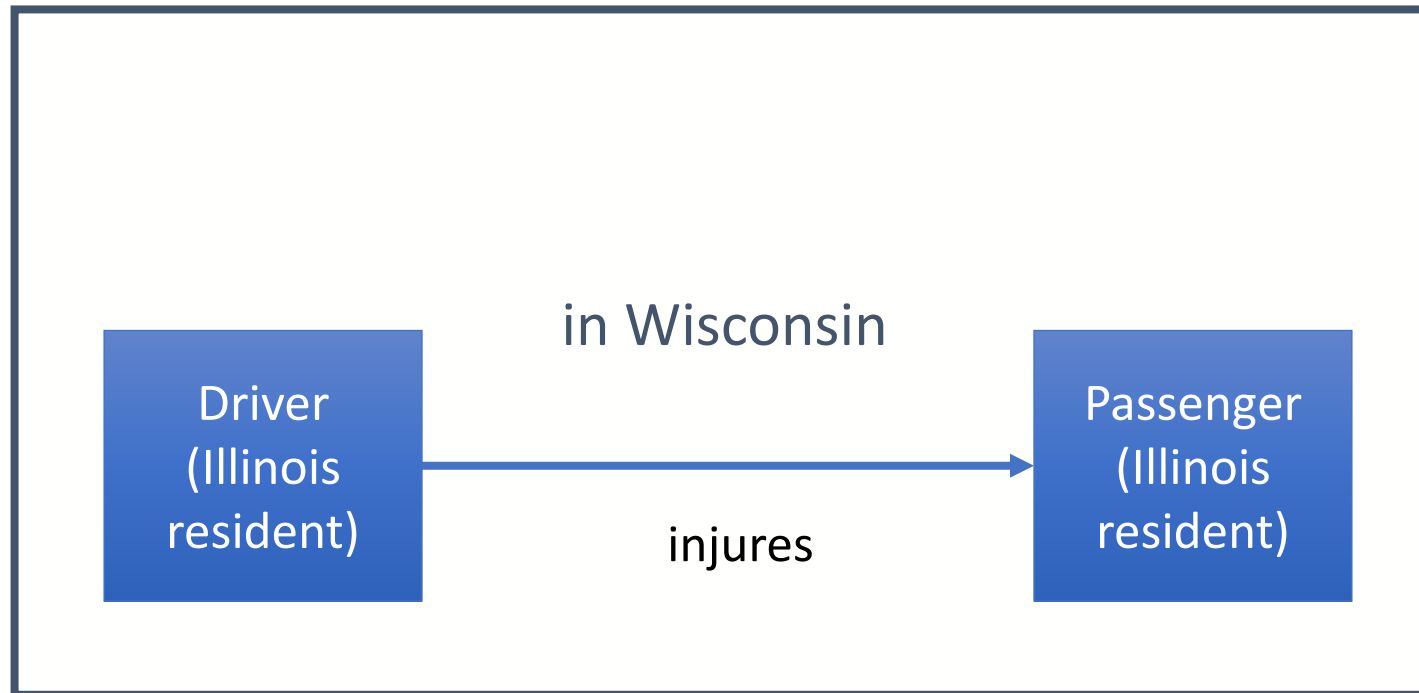 in Wisconsin
Driver
(Illinois
resident)
injures
Passenger
(Illinois
resident)